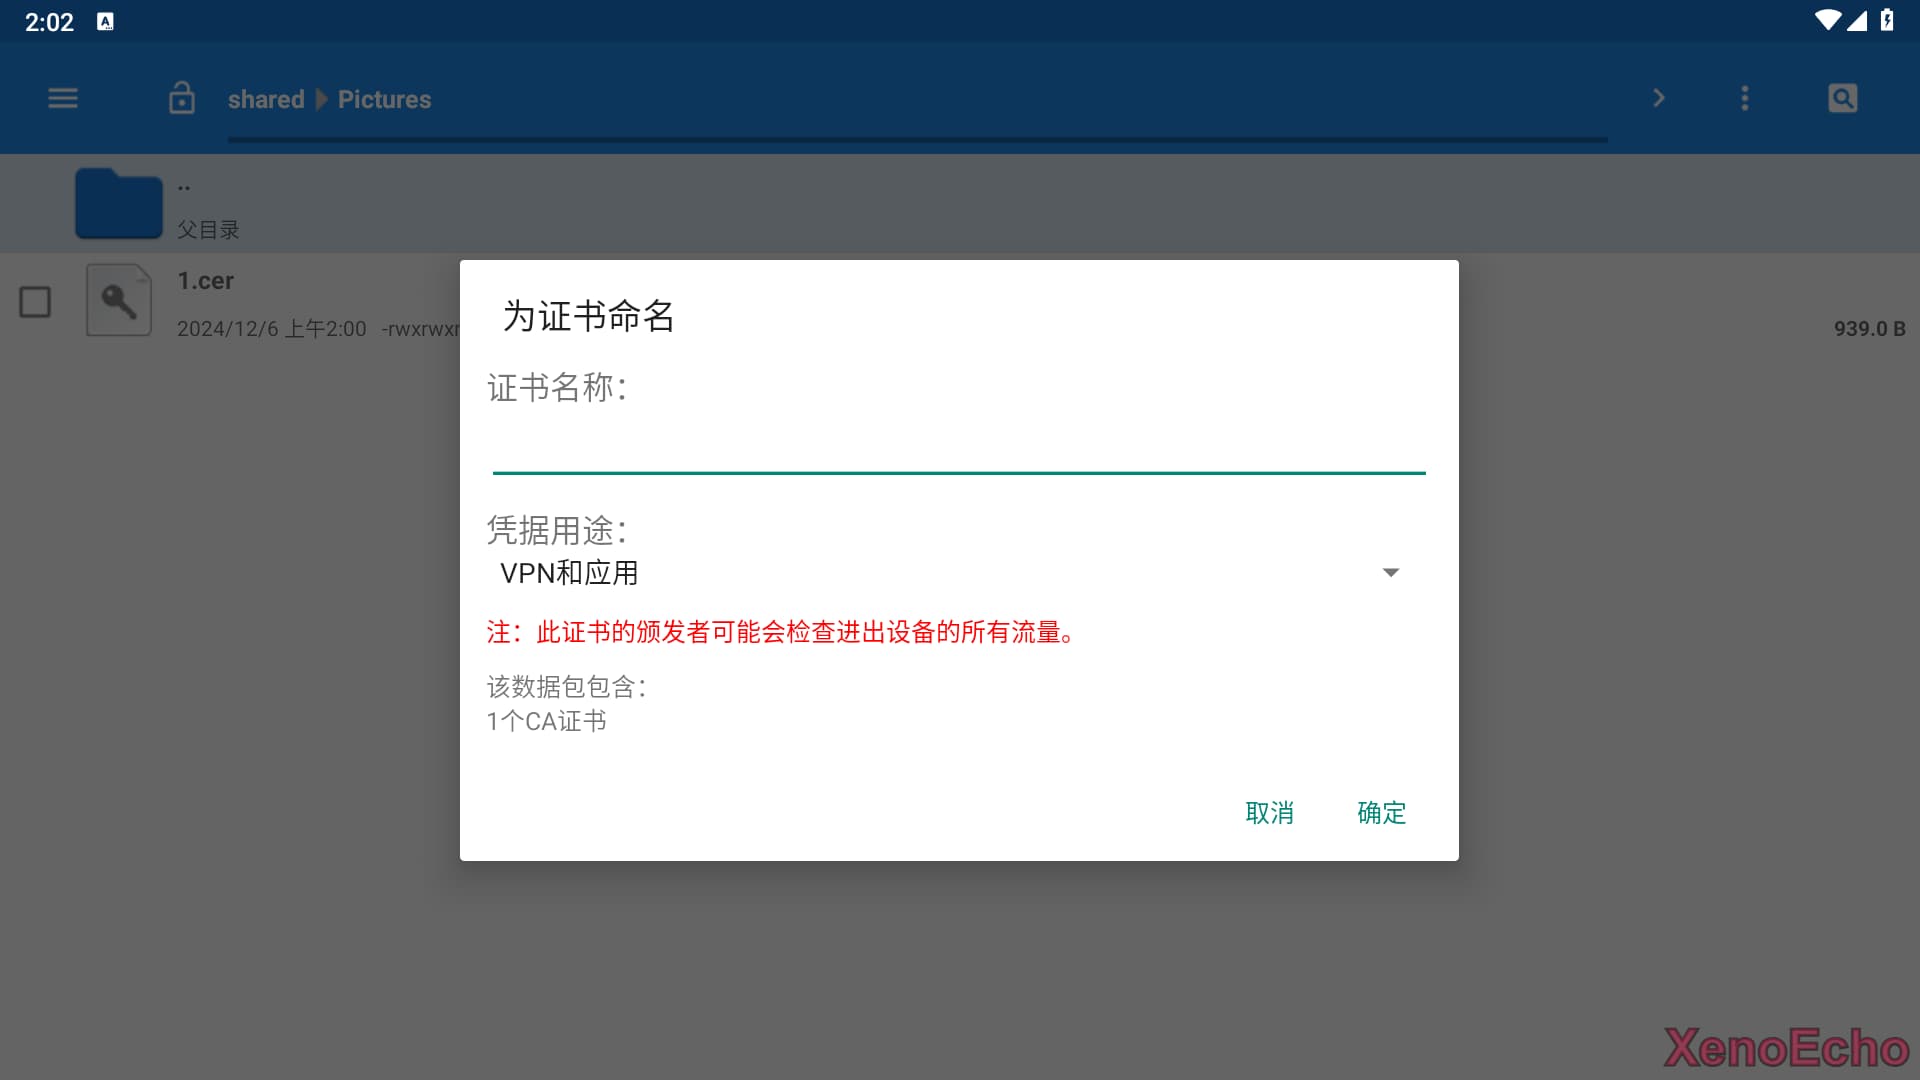 2:02
shared Pictures
..
父目录
1.cer
2024/12/6 上午2:00 -rwxrwxr
939.0 B
为证书命名
证书名称：
凭据用途：
VPN和应用
注：此证书的颁发者可能会检查进出设备的所有流量。
该数据包包含：
1个CA证书
取消 确定
XenoEcho